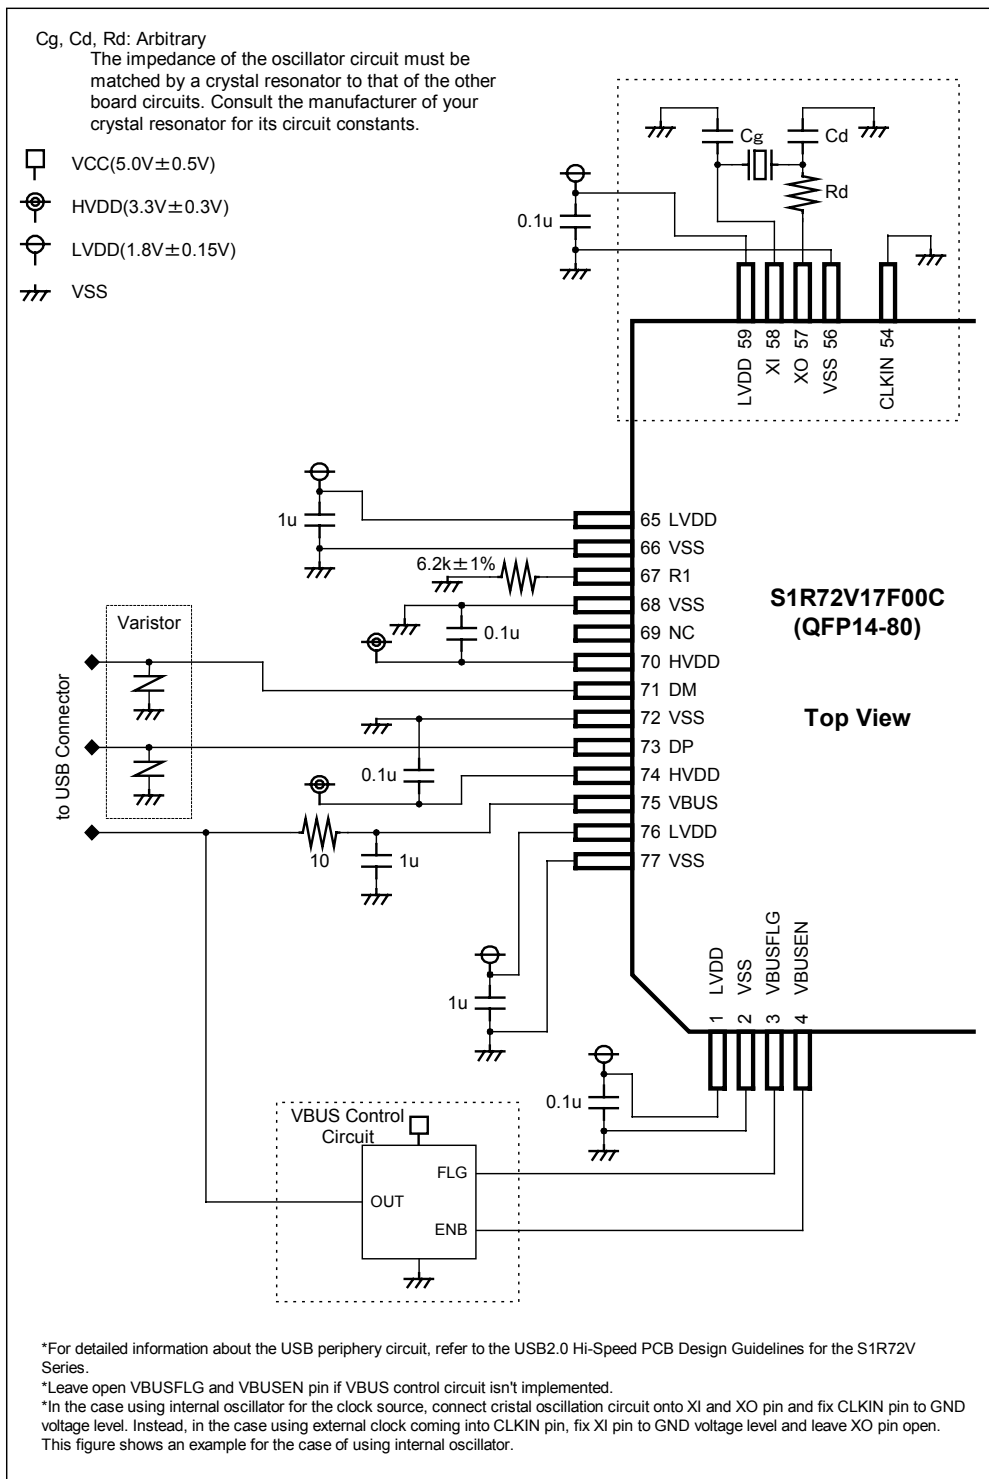 Cg, Cd, Rd: Arbitrary
The impedance of the oscillator circuit must be
matched by a crystal resonator to that of the other
board circuits. Consult the manufacturer of your
crystal resonator for its circuit constants.
VCC(5.0V±0.5V)
HVDD(3.3V±0.3V)
LVDD(1.8V±0.15V)
VSS
Cg
Cd
Rd
0.1u
LVDD 59
XI 58
XO 57
VSS 56
CLKIN 54
1u
65 LVDD
66 VSS
6.2k±1%
67 R1
68 VSS
0.1u
69 NC
70 HVDD
71 DM
72 VSS
73 DP
0.1u
74 HVDD
75 VBUS
76 LVDD
77 VSS
S1R72V17F00C
(QFP14-80)
Top View
Varistor
to USB Connector
10
1u
1u
1 LVDD
2 VSS
3 VBUSFLG
4 VBUSEN
0.1u
VBUS Control
Circuit
FLG
OUT
ENB
*For detailed information about the USB periphery circuit, refer to the USB2.0 Hi-Speed PCB Design Guidelines for the S1R72V
Series.
*Leave open VBUSFLG and VBUSEN pin if VBUS control circuit isn't implemented.
*In the case using internal oscillator for the clock source, connect cristal oscillation circuit onto XI and XO pin and fix CLKIN pin to GND
voltage level. Instead, in the case using external clock coming into CLKIN pin, fix XI pin to GND voltage level and leave XO pin open.
This figure shows an example for the case of using internal oscillator.